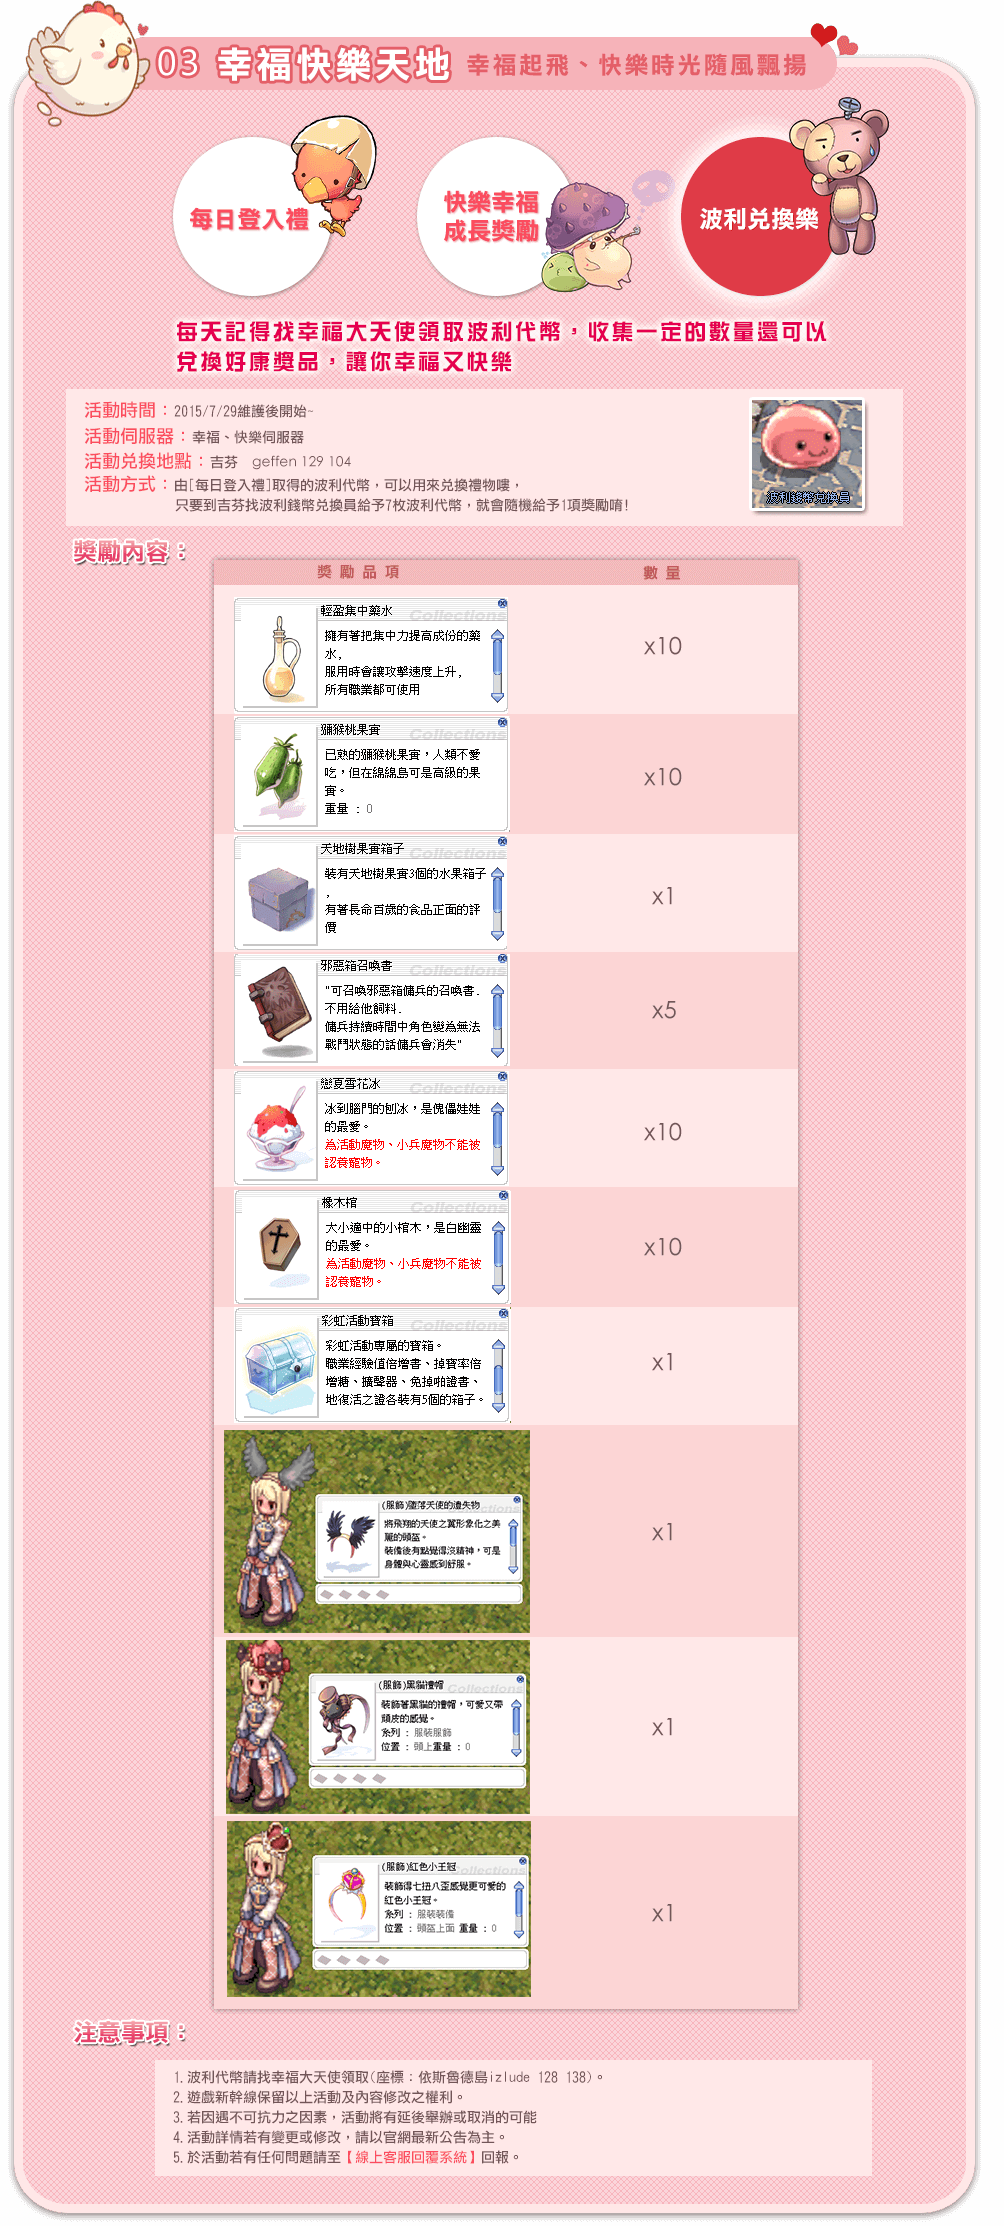 03 幸福快樂天地 幸福起飛、快樂時光隨風飄揚
每日登入禮
快樂幸福
成長獎勵
波利兌換樂
每天記得找幸福大天使領取波利代幣，收集一定的數量還可以
兌換好康獎品，讓你幸福又快樂
活動時間：2015/7/29維護後開始~
活動伺服器：幸福、快樂伺服器
活動兌換地點：吉芬 geffen 129 104
活動方式：由[每日登入禮]取得的波利代幣，可以用來兌換禮物嘍，
只要到吉芬找波利錢幣兌換員給予7枚波利代幣，就會隨機給予1項獎勵唷!
波利錢幣兌換員
獎勵內容：
獎勵品項 數量
輕盈集中藥水
Collections
擁有著把集中力提高成份的藥
水,
服用時會讓攻擊速度上升,
所有職業都可使用
x10
獼猴桃果實
Collections
已熟的獼猴桃果實，人類不愛
吃，但在綿綿島可是高級的果
實。
重量 : 0
x10
天地樹果實箱子
Collections
裝有天地樹果實3個的水果箱子
,
有著長命百歲的食品正面的評
價
x1
邪惡箱召喚書
Collections
"可召喚邪惡箱傭兵的召喚書.
不用給他飼料.
傭兵持續時間中角色變為無法
戰鬥狀態的話傭兵會消失"
x5
戀夏雪花冰
Collections
冰到腦門的刨冰，是傀儡娃娃
的最愛。
為活動魔物、小兵魔物不能被
認養寵物。
x10
橡木棺
Collections
大小適中的小棺木，是白幽靈
的最愛。
為活動魔物、小兵魔物不能被
認養寵物。
x10
彩虹活動寶箱
Collections
彩虹活動專屬的寶箱。
職業經驗值倍增書、掉寶率倍
增糖、擴聲器、免掉啪證書、
地復活之證各裝有5個的箱子。
x1
(服飾)墮落天使的遺失物
將飛翔的天使之翼形象化之美
麗的頭盔。
裝備後有點覺得沒精神，可是
身體與心靈感到舒服。
x1
(服飾)黑貓禮帽
Collections
裝飾著黑貓的禮帽，可愛又帶
頑皮的感覺。
系列 : 服裝服飾
位置 : 頭上重量 : 0
x1
(服飾)紅色小王冠
裝飾得七扭八歪感覺更可愛的
紅色小王冠。
系列 : 服裝裝備
位置 : 頭盔上面 重量 : 0
x1
注意事項：
1. 波利代幣請找幸福大天使領取(座標：依斯魯德島izlude 128 138)。
2. 遊戲新幹線保留以上活動及內容修改之權利。
3. 若因遇不可抗力之因素，活動將有延後舉辦或取消的可能
4. 活動詳情若有變更或修改，請以官網最新公告為主。
5. 於活動若有任何問題請至【線上客服回覆系統】回報。